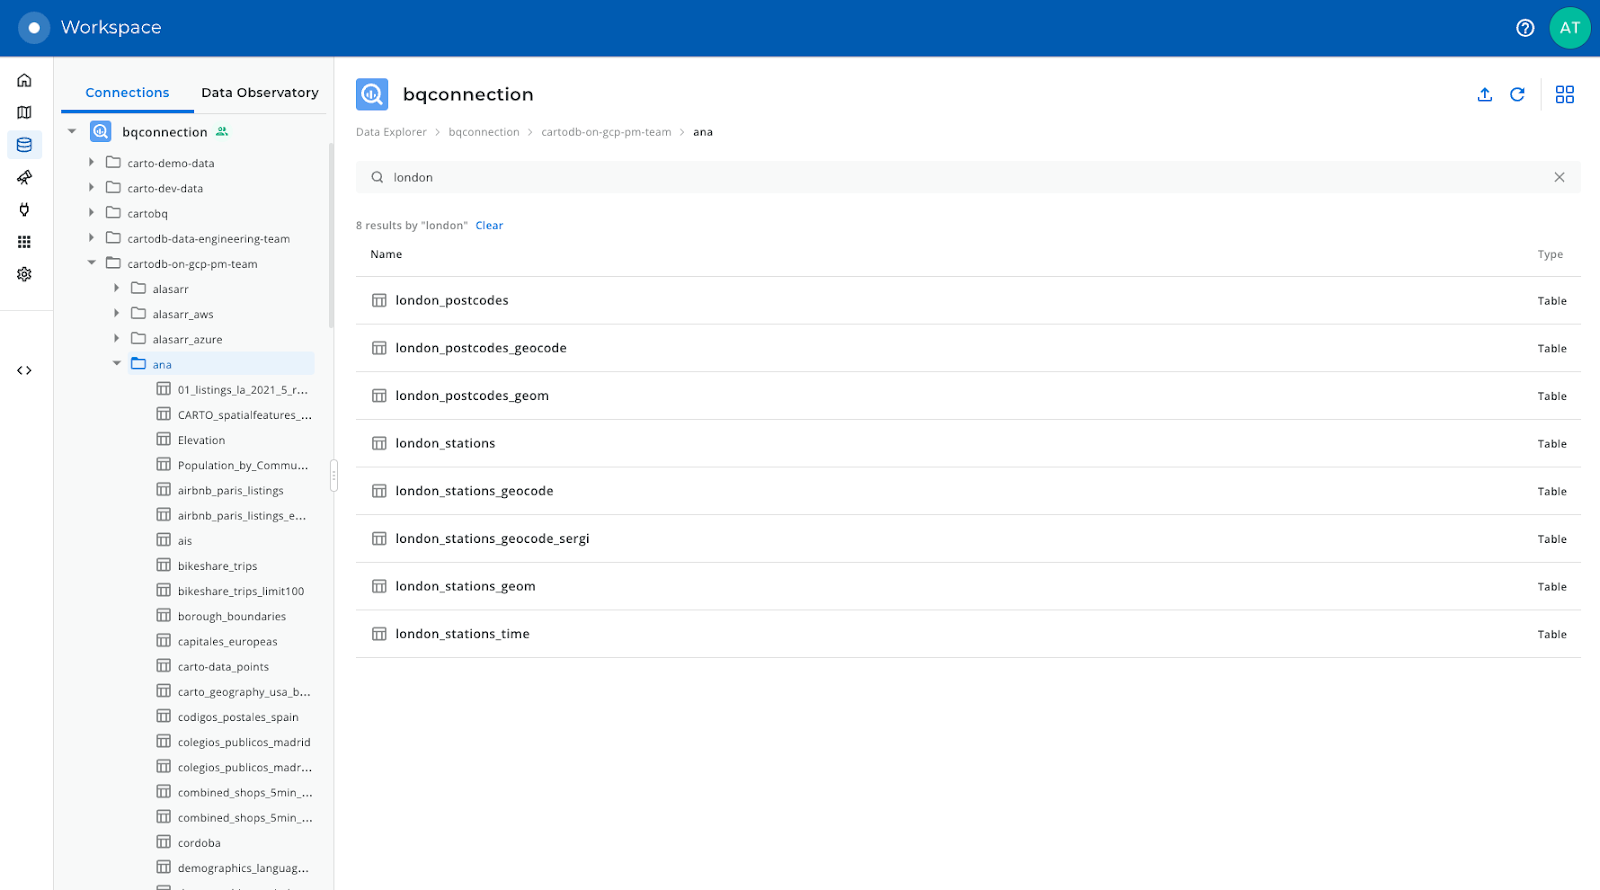 Workspace
AT
Connections
Data Observatory
bqconnection
carto-demo-data
carto-dev-data
cartobq
cartodb-data-engineering-team
cartodb-on-gcp-pm-team
alasarr
alasarr_aws
alasarr_azure
ana
01_listings_la_2021_5_r...
CARTO_spatialfeatures_...
Elevation
Population_by_Commu...
airbnb_paris_listings
airbnb_paris_listings_e...
ais
bikeshare_trips
bikeshare_trips_limit100
borough_boundaries
capitales_europeas
carto-data_points
carto_geography_usa_b...
codigos_postales_spain
colegios_publicos_madrid
colegios_publicos_madr...
combined_shops_5min_...
combined_shops_5min_...
cordoba
demographics_languag...
bqconnection
Data Explorer > bqconnection > cartodb-on-gcp-pm-team > ana
london
8 results by "london" Clear
Name Type
london_postcodes Table
london_postcodes_geocode Table
london_postcodes_geom Table
london_stations Table
london_stations_geocode Table
london_stations_geocode_sergi Table
london_stations_geom Table
london_stations_time Table